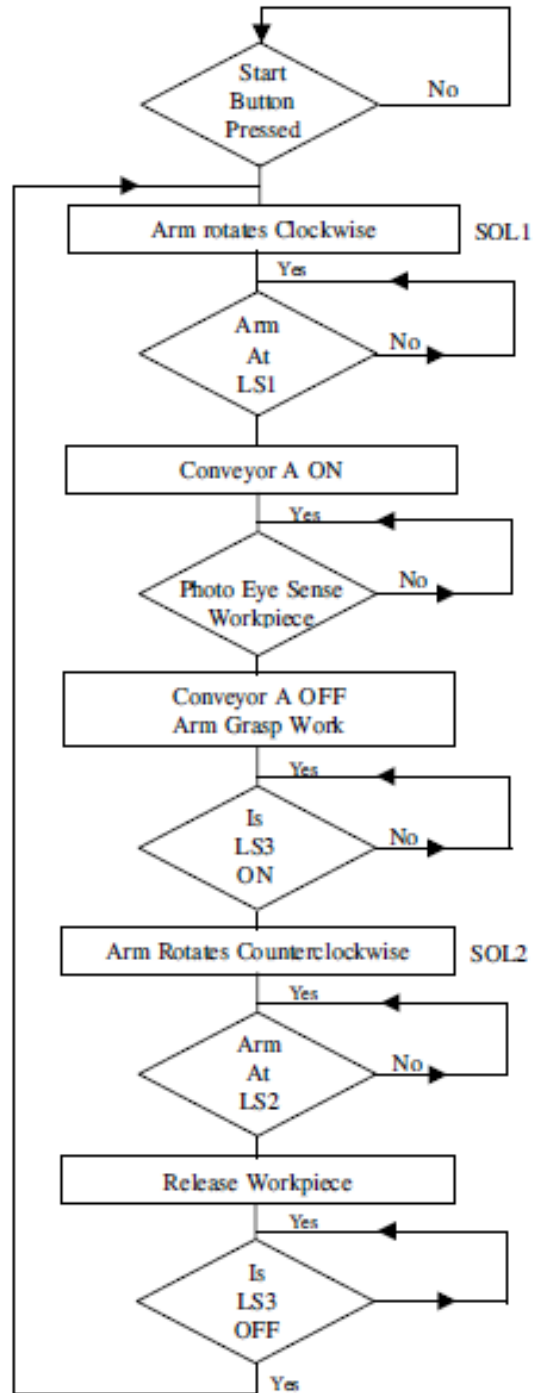 Start
Button
Pressed
No
Arm rotates Clockwise
SOL1
Yes
Arm
At
LS1
No
Conveyor A ON
Yes
Photo Eye Sense
Workpiece
No
Conveyor A OFF
Arm Grasp Work
Yes
Is
LS3
ON
No
Arm Rotates Counterclockwise
SOL2
Yes
Arm
At
LS2
No
Release Workpiece
Yes
Is
LS3
OFF
Yes